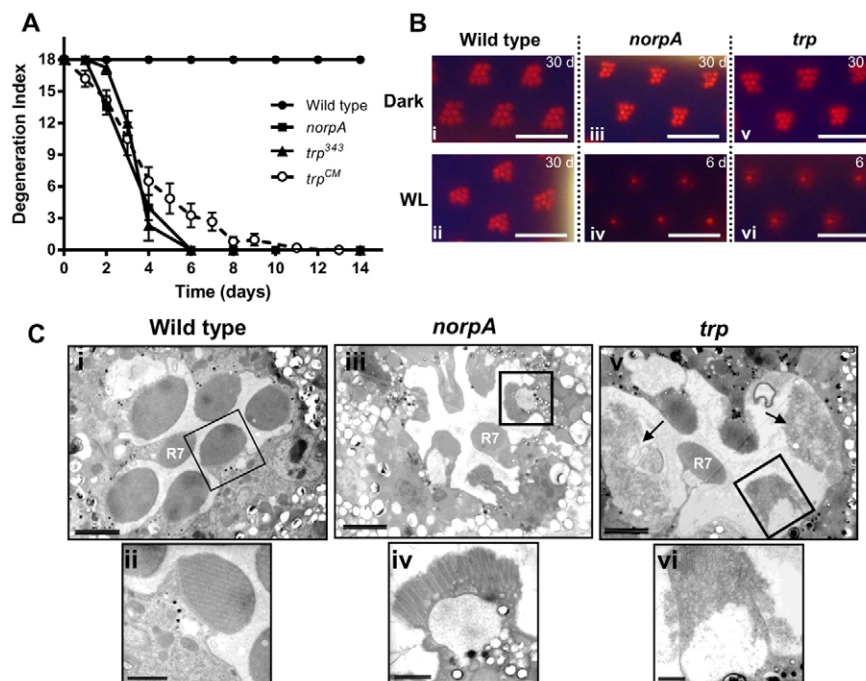 A
Degeneration Index
18
15
12
9
6
3
0
0 2 4 6 8 10 12 14
Time (days)
Wild type
norpA
trp343
trpCM
B
Wild type norpA trp
Dark
WL
30 d
i
30 d
iii
30
v
30 d
ii
6 d
iv
6 d
vi
C
Wild type norpA trp
i
R7
iii
R7
v
R7
ii
iv
vi